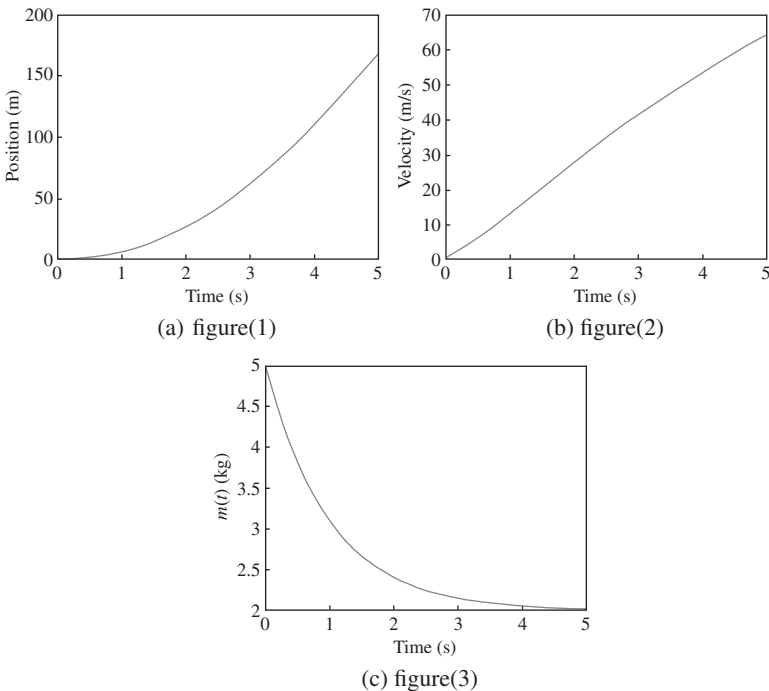 200
150
100
50
0
Position (m)
0 1 2 3 4 5
Time (s)
(a) figure(1)
70
60
50
40
30
20
10
0
Velocity (m/s)
0 1 2 3 4 5
Time (s)
(b) figure(2)
5
4.5
4
3.5
3
2.5
2
m(t) (kg)
0 1 2 3 4 5
Time (s)
(c) figure(3)